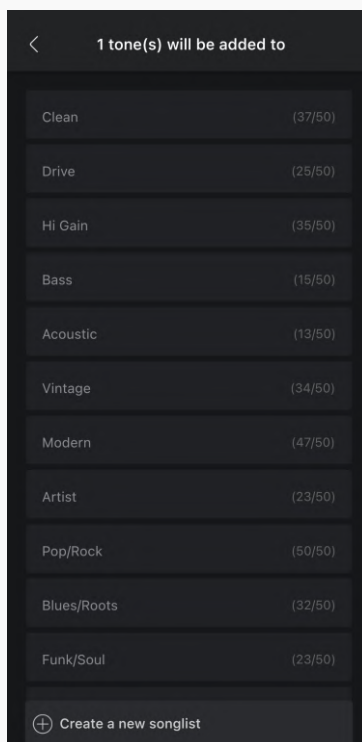 1 tone(s) will be added to
Clean (37/50)
Drive (25/50)
Hi Gain (35/50)
Bass (15/50)
Acoustic (13/50)
Vintage (34/50)
Modern (47/50)
Artist (23/50)
Pop/Rock (50/50)
Blues/Roots (32/50)
Funk/Soul (23/50)
Create a new songlist